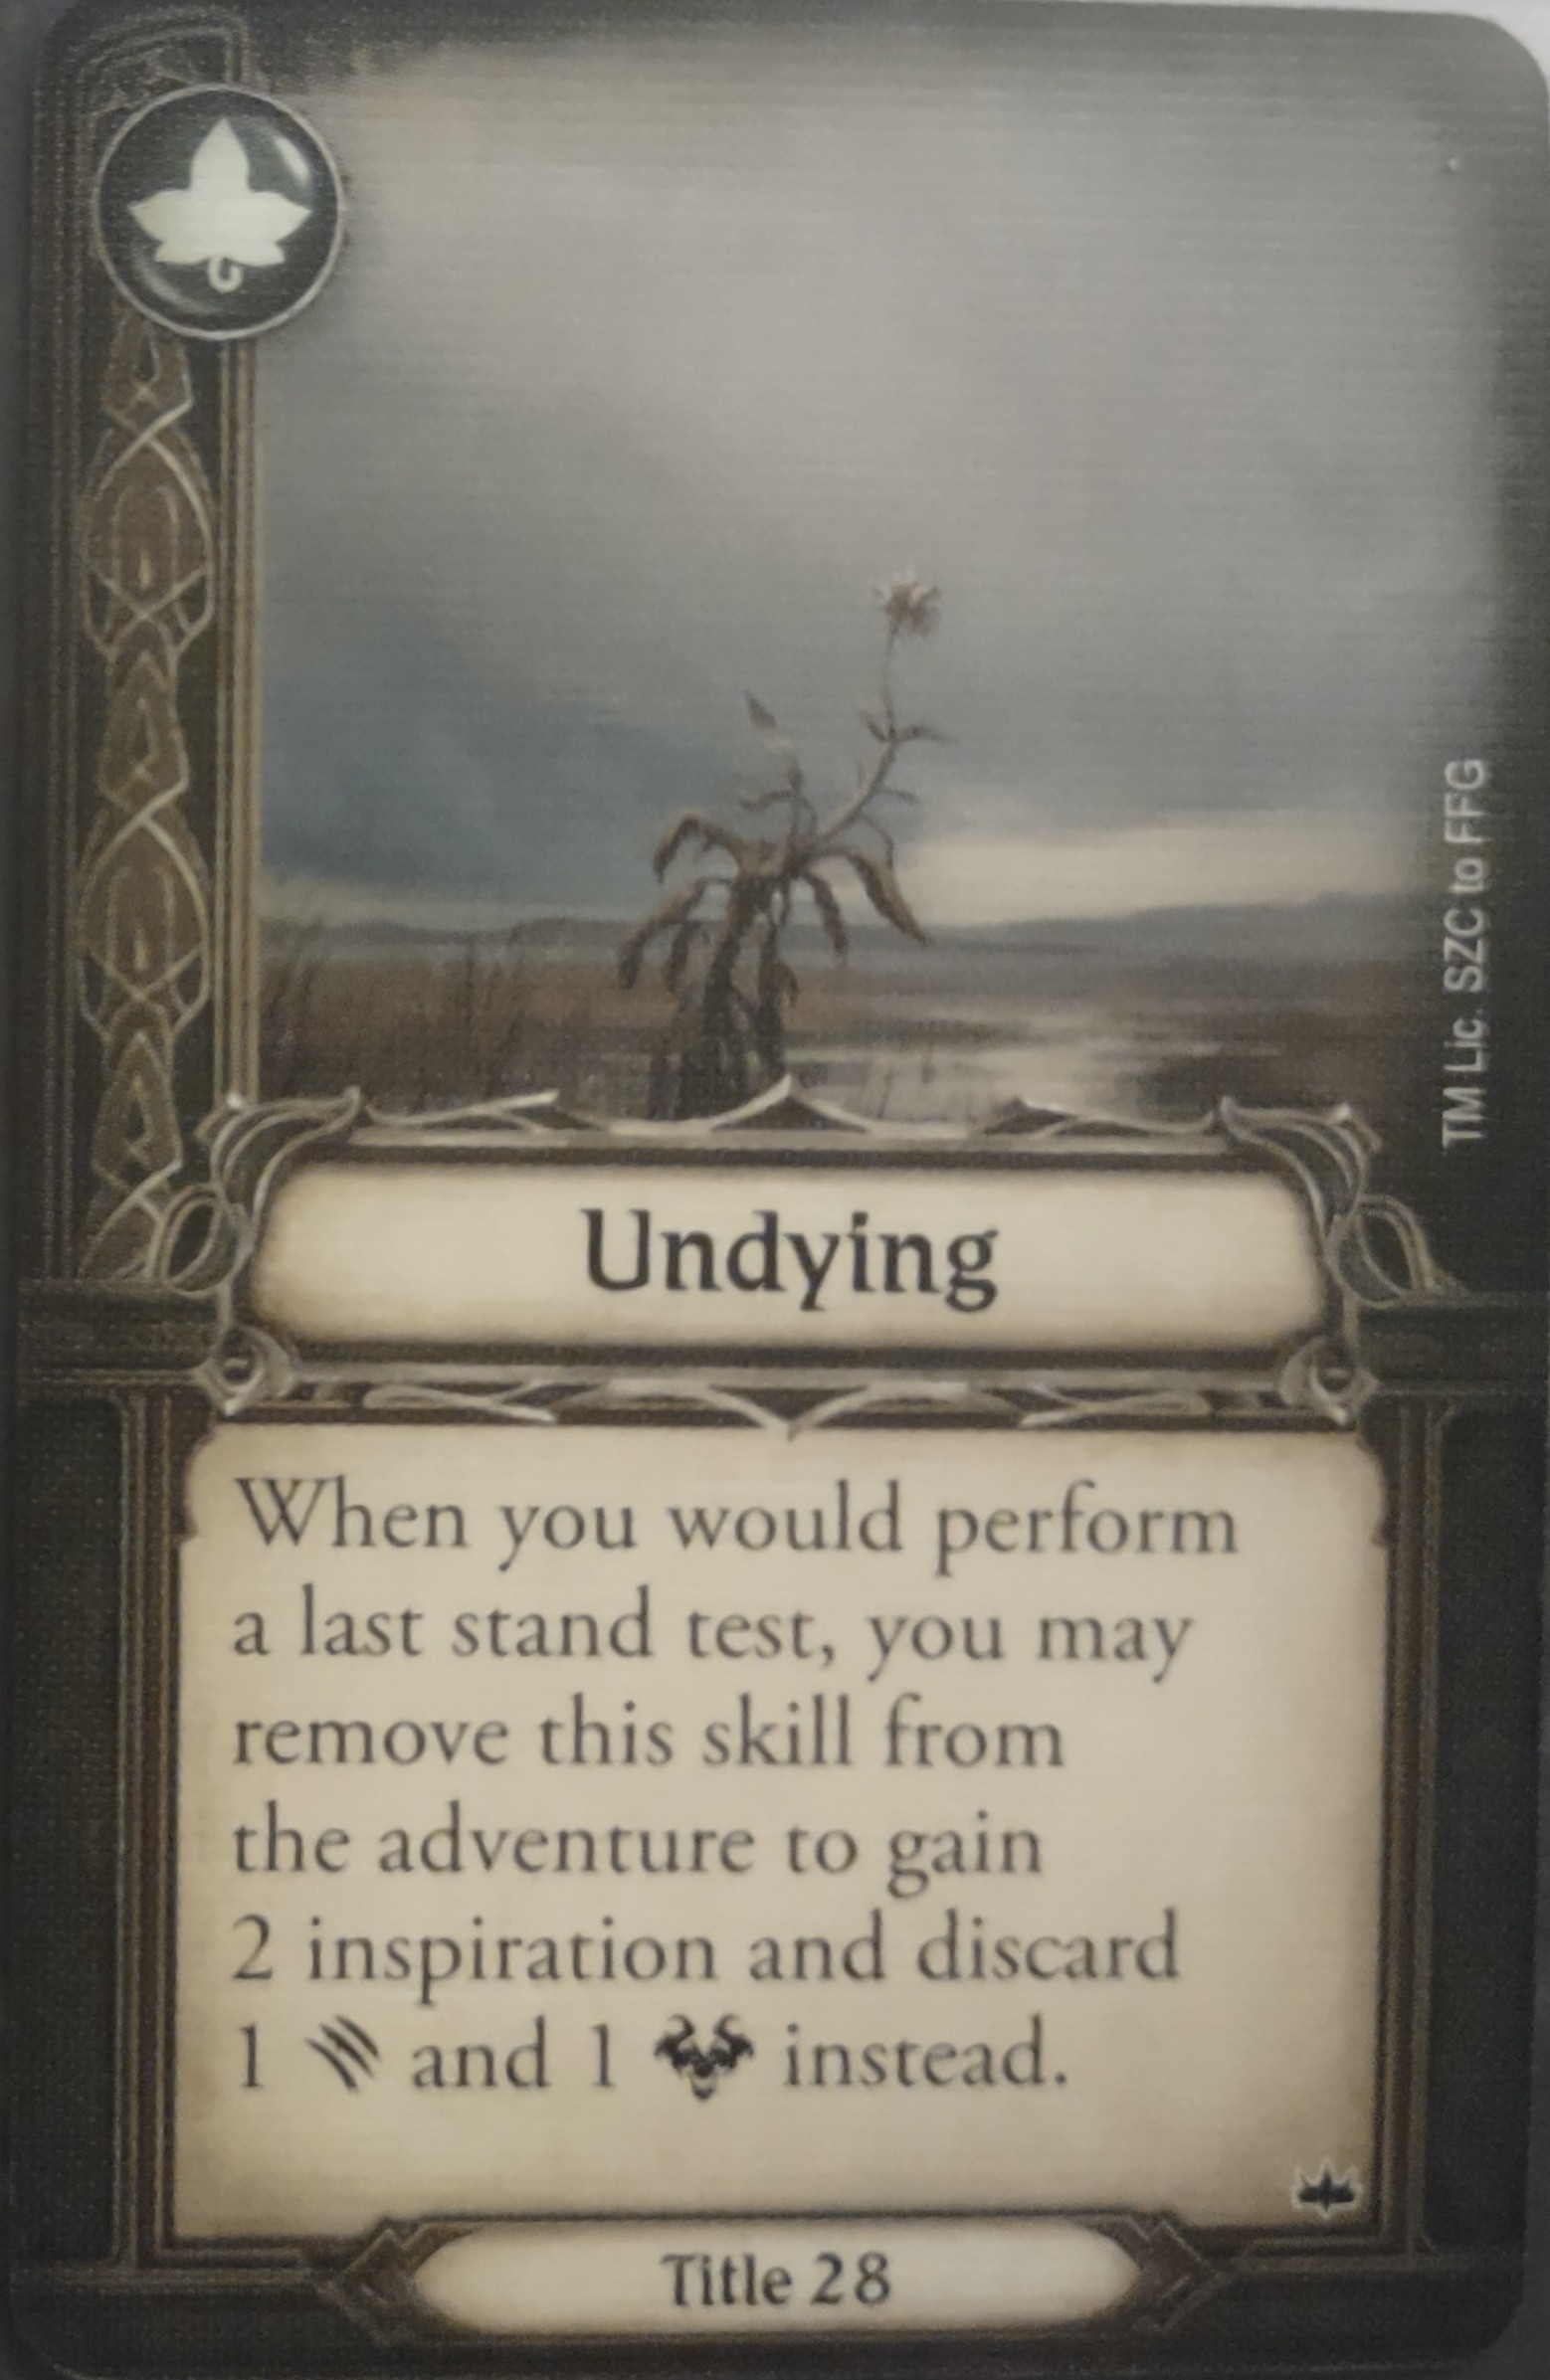 TM Lic. SZC to FFG
Undying
When you would perform
a last stand test, you may
remove this skill from
the adventure to gain
2 inspiration and discard
1 and 1 instead.
Title 28